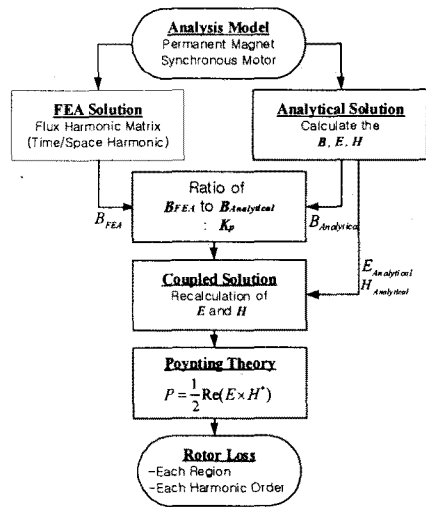 Analysis Model
Permanent Magnet
Synchronous Motor
FEA Solution
Flux Harmonic Matrix
(Time/Space Harmonic)
Analytical Solution
Calculate the
B, E, H
Ratio of
B_FEA to B_Analytical
: K_p
B_FEA
B_Analytical
E_Analytical
H_Analytical
Coupled Solution
Recalculation of
E and H
Poynting Theory
P = 1/2 Re(E × H*)
Rotor Loss
-Each Region
-Each Harmonic Order